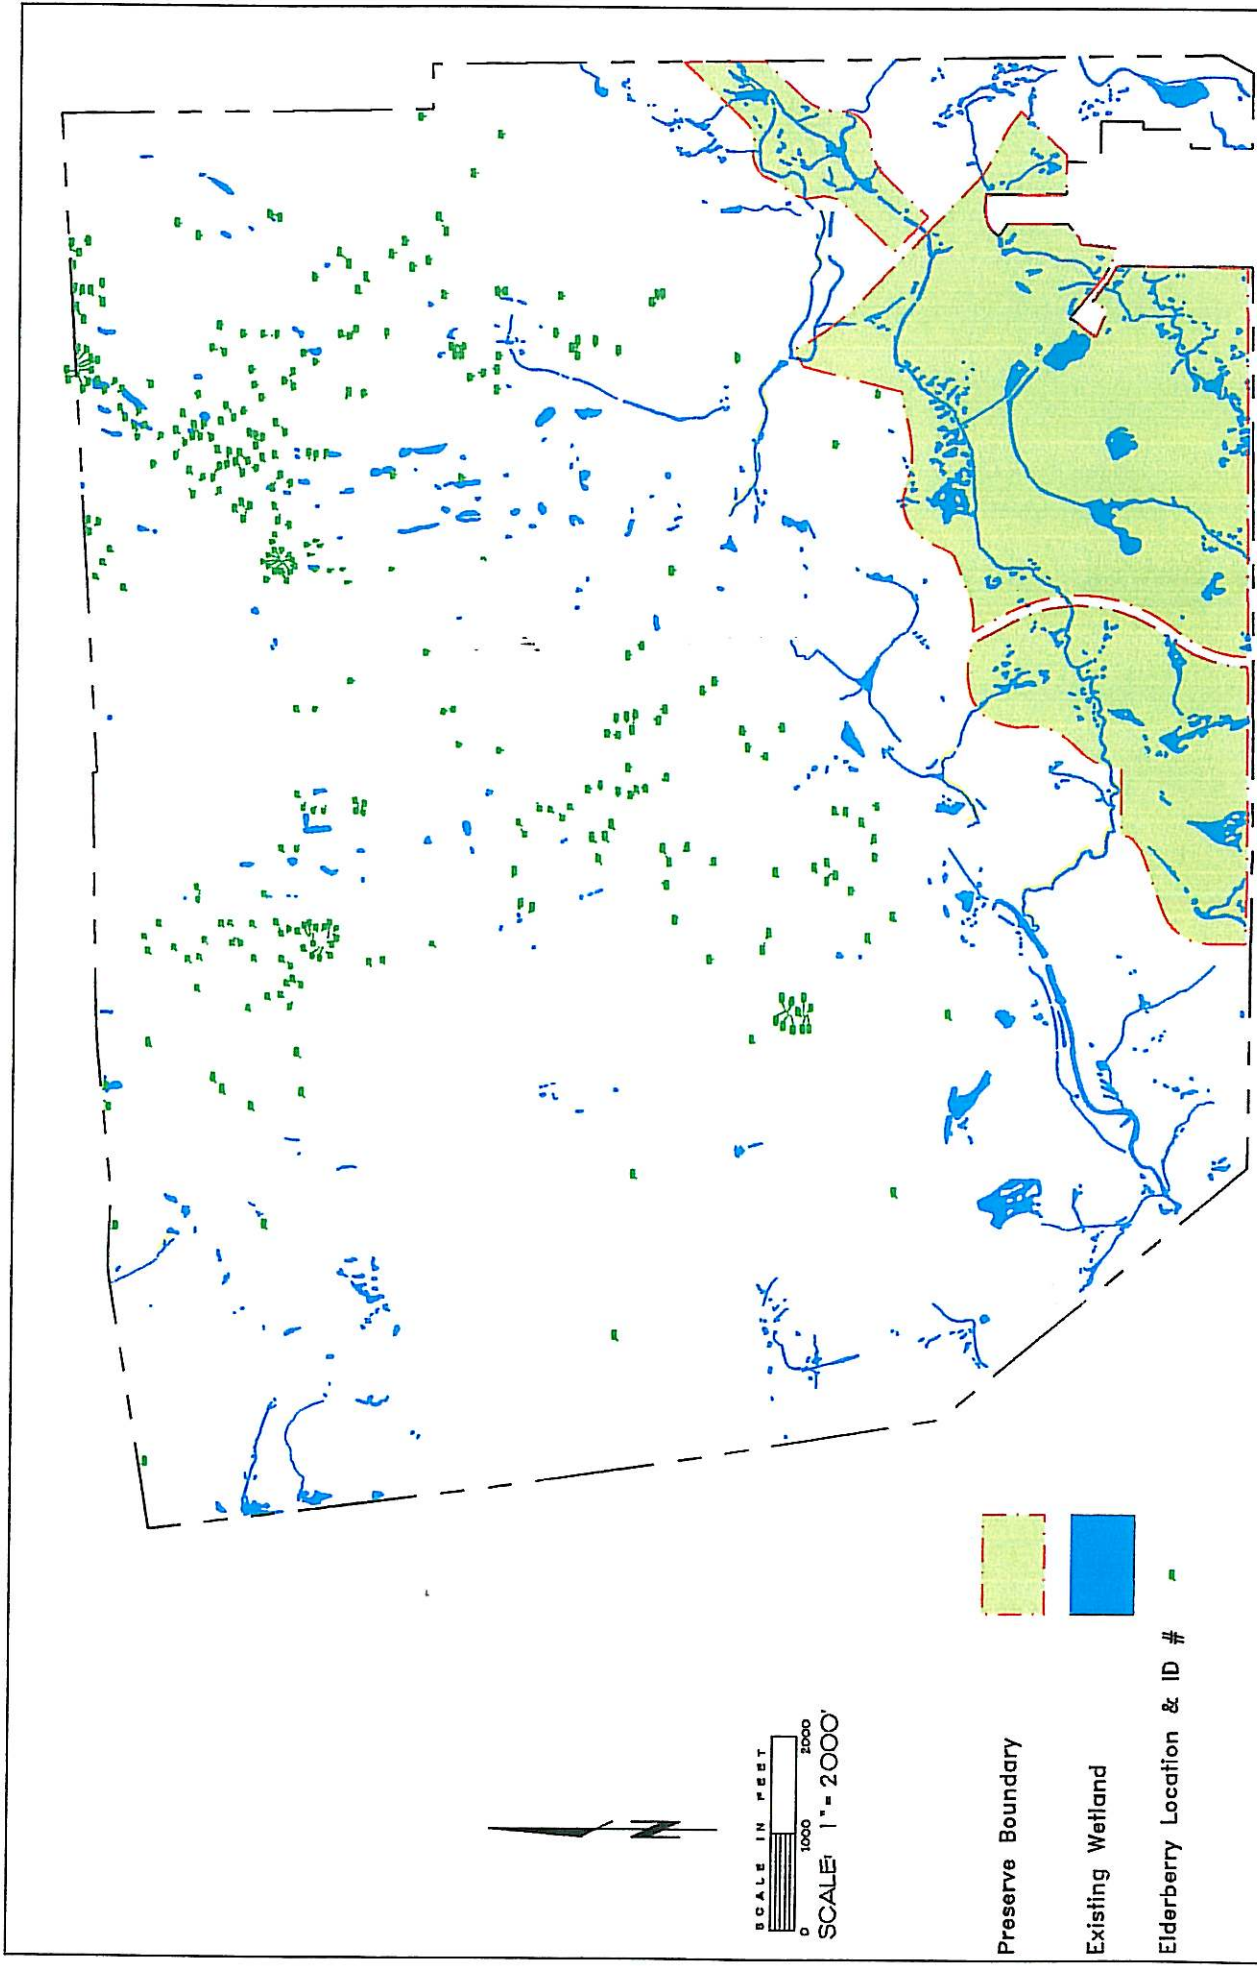 N
SCALE IN FEET
0 1000 2000
SCALE: 1"=2000'
Preserve Boundary
Existing Wetland
Elderberry Location & ID #